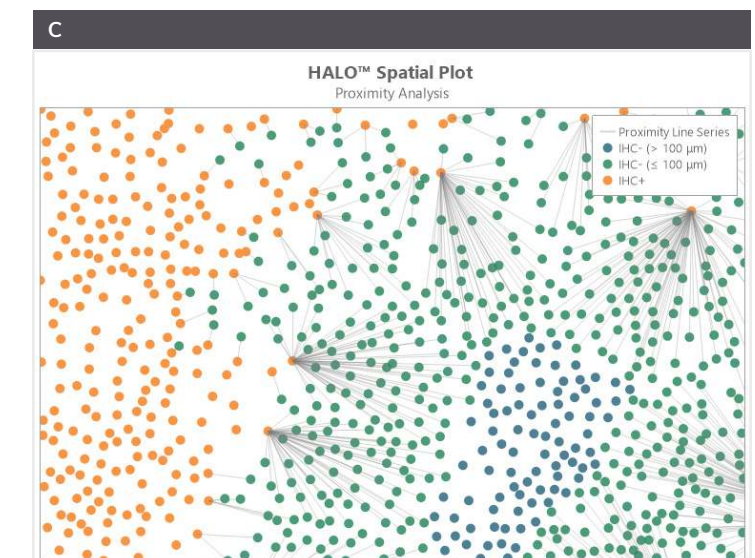 C
HALO™ Spatial Plot
Proximity Analysis
Proximity Line Series
IHC- (> 100 µm)
IHC- (≤ 100 µm)
IHC+